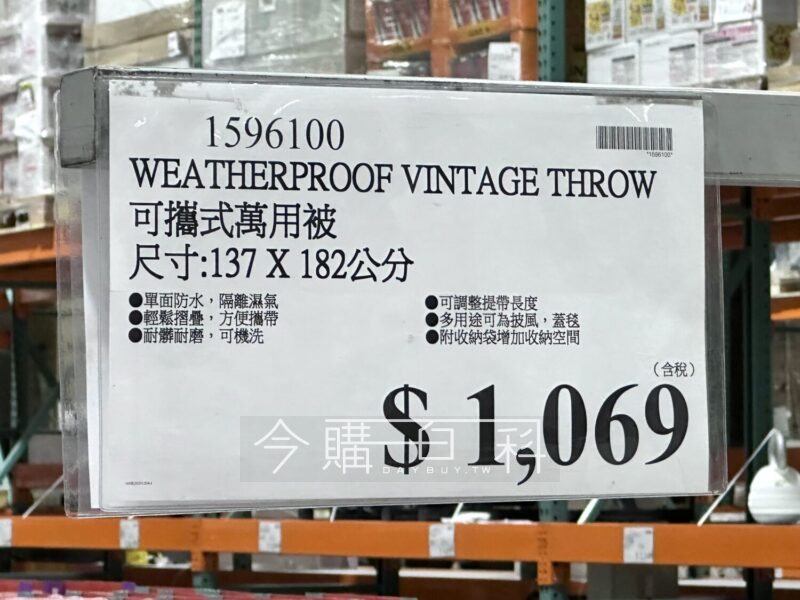 1596100
*1596100*
WEATHERPROOF VINTAGE THROW
可攜式萬用被
尺寸:137 X 182公分
●單面防水，隔離濕氣
●輕鬆摺疊，方便攜帶
●耐髒耐磨，可機洗
●可調整提帶長度
●多用途可為披風，蓋毯
●附收納袋增加收納空間
（含稅）
$ 1,069
今購百科
DAYBUY.TW